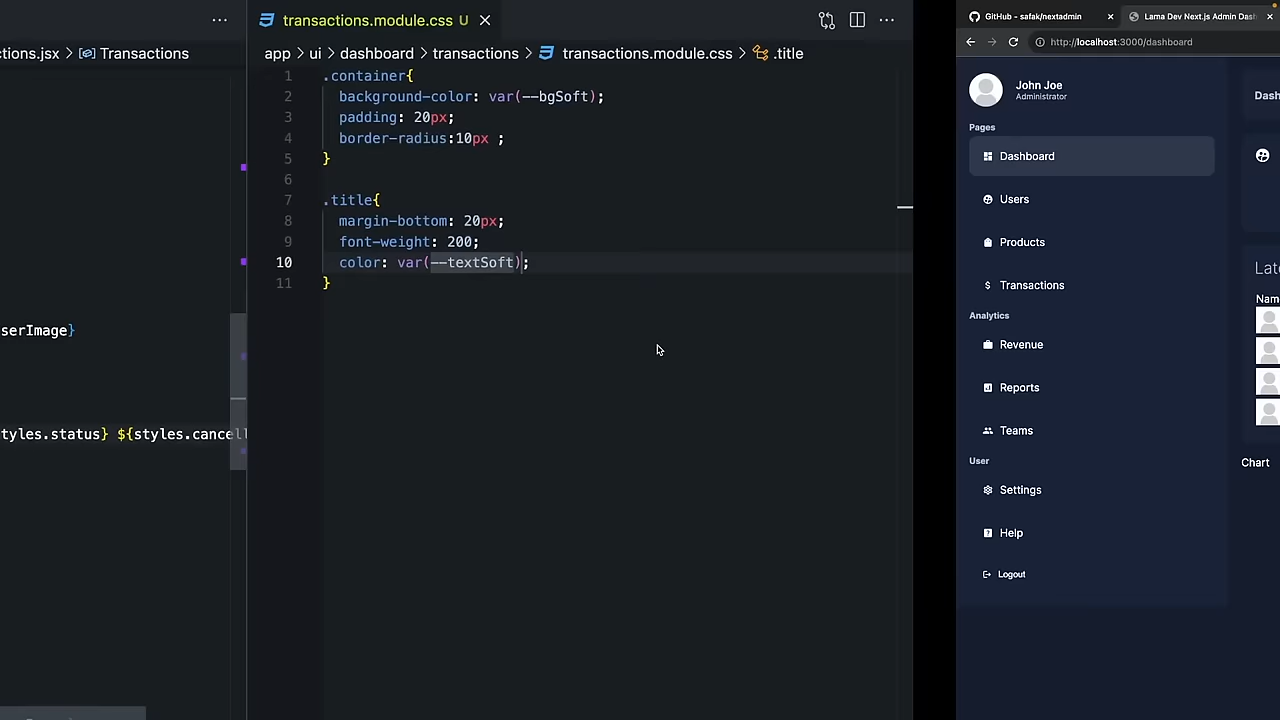 ctions.jsx > Transactions
serImage}
tyles.status} ${styles.cancell
transactions.module.css U
app > ui > dashboard > transactions > transactions.module.css > .title
1 .container{
2 background-color: var(--bgSoft);
3 padding: 20px;
4 border-radius:10px ;
5 }
6
7 .title{
8 margin-bottom: 20px;
9 font-weight: 200;
10 color: var(--textSoft);
11 }
GitHub - safak/nextadmin
Lama Dev Next.js Admin Das
http://localhost:3000/dashboard
John Joe
Administrator
Pages
Dashboard
Users
Products
Transactions
Analytics
Revenue
Reports
Teams
User
Settings
Help
Logout
Dash
Late
Nam
Chart